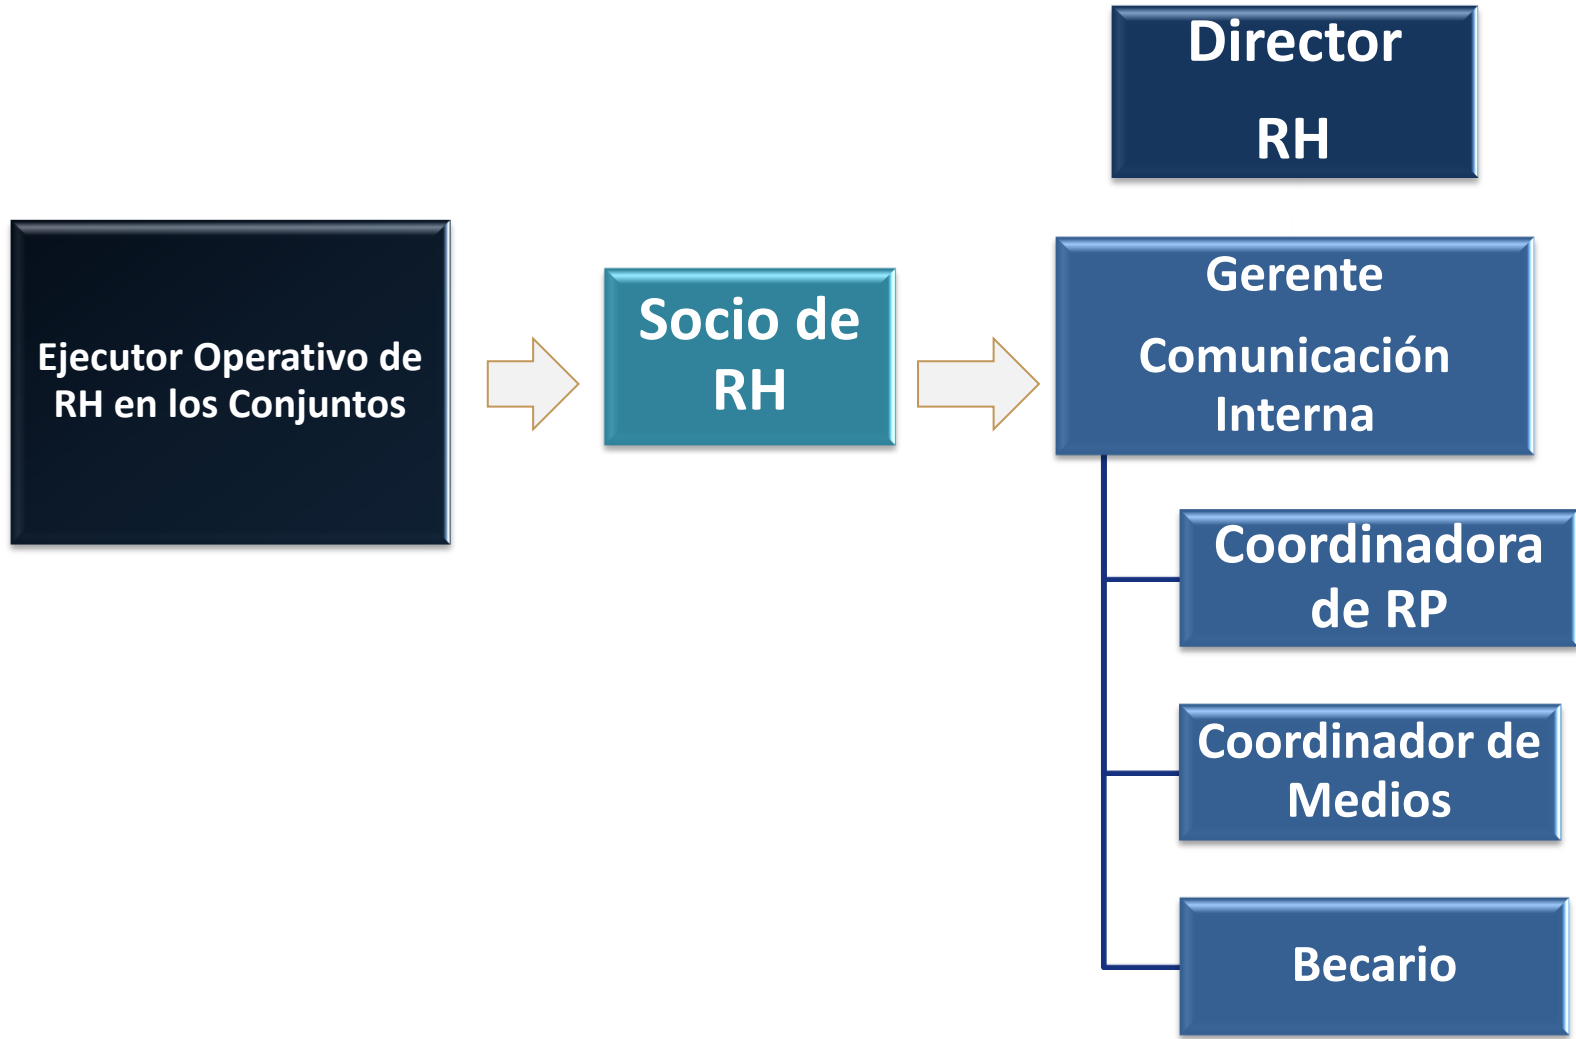 Director
RH
Ejecutor Operativo de
RH en los Conjuntos
Socio de
RH
Gerente
Comunicación
Interna
Coordinadora
de RP
Coordinador de
Medios
Becario